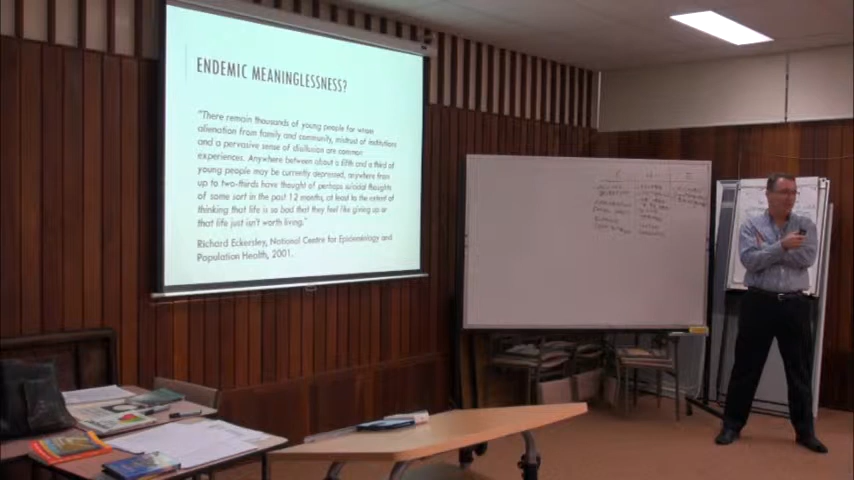 ENDEMIC MEANINGLESSNESS?
"There remain thousands of young people for whom
alienation from family and community, mistrust of institutions
and a pervasive sense of disillusion are common
experiences. Anywhere between about a fifth and a third of
young people may be currently depressed, anywhere from
up to two-thirds have thought of perhaps suicidal thoughts
of some sort in the past 12 months, at least to the extent of
thinking that life is so bad that they feel like giving up or
that life just isn't worth living."
Richard Eckersley, National Centre for Epidemiology and
Population Health, 2001.